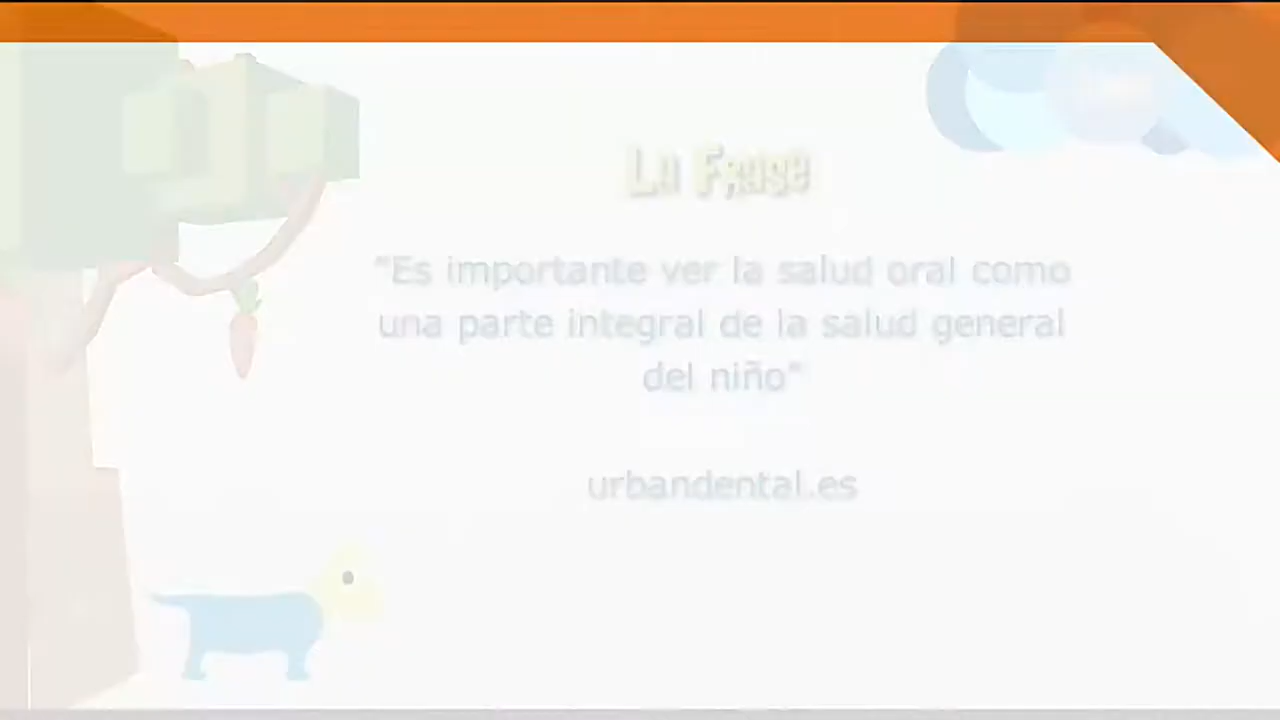 La Frase
"Es importante ver la salud oral como
una parte integral de la salud general
del niño"
urbandental.es